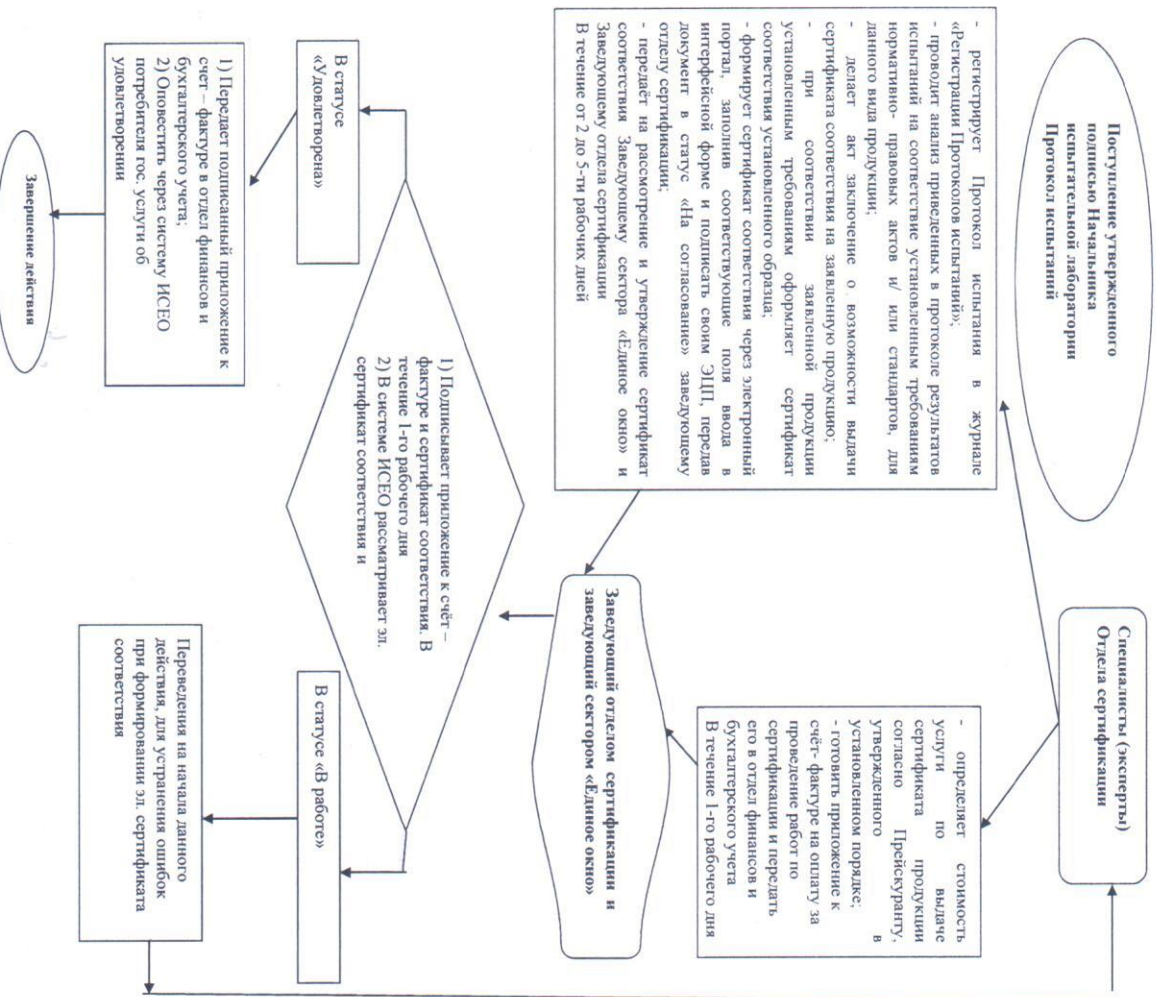 Поступление утвержденного
подписью Начальника
испытательной лаборатории
Протокол испытаний
Специалисты (эксперты)
Отдела сертификации
- регистрирует Протокол испытания в журнале
«Регистрации Протоколов испытаний»;
- проводит анализ приведенных в протоколе результатов
испытаний на соответствие установленным требованиям
нормативно- правовых актов и/ или стандартов, для
данного вида продукции;
- делает акт заключение о возможности выдачи
сертификата соответствия на заявленную продукцию;
- при соответствии заявленной продукции
установленным требованиям оформляет сертификат
соответствия установленного образца;
- формирует сертификат соответствия через электронный
портал, заполнив соответствующие поля ввода в
интерфейсной форме и подписать своим ЭЦП, передав
документ в статус «На согласование» заведующему
отделу сертификации;
- передаёт на рассмотрение и утверждение сертификат
соответствия Заведующему сектора «Единое окно» и
Заведующему отдела сертификации
В течение от 2 до 5-ти рабочих дней
- определяет стоимость
услуги по выдаче
сертификата продукции
согласно Прейскуранту,
утвержденного в
установленном порядке;
- готовить приложение к
счёт- фактуре на оплату за
проведение работ по
сертификации и передать
его в отдел финансов и
бухгалтерского учета
В течение 1-го рабочего дня
Заведующий отделом сертификации и
заведующий сектором «Единое окно»
1) Подписывает приложение к счёт –
фактуре и сертификат соответствия. В
течение 1-го рабочего дня
2) В системе ИСЕО рассматривает эл.
сертификат соответствия и
В статусе
«Удовлетворена»
В статусе «В работе»
1) Передает подписанный приложение к
счет – фактуре в отдел финансов и
бухгалтерского учета;
2) Оповестить через систему ИСЕО
потребителя гос. услуги об
удовлетворении
Переведения на начала данного
действия, для устранения ошибок
при формировании эл. сертификата
соответствия
Завершение действия